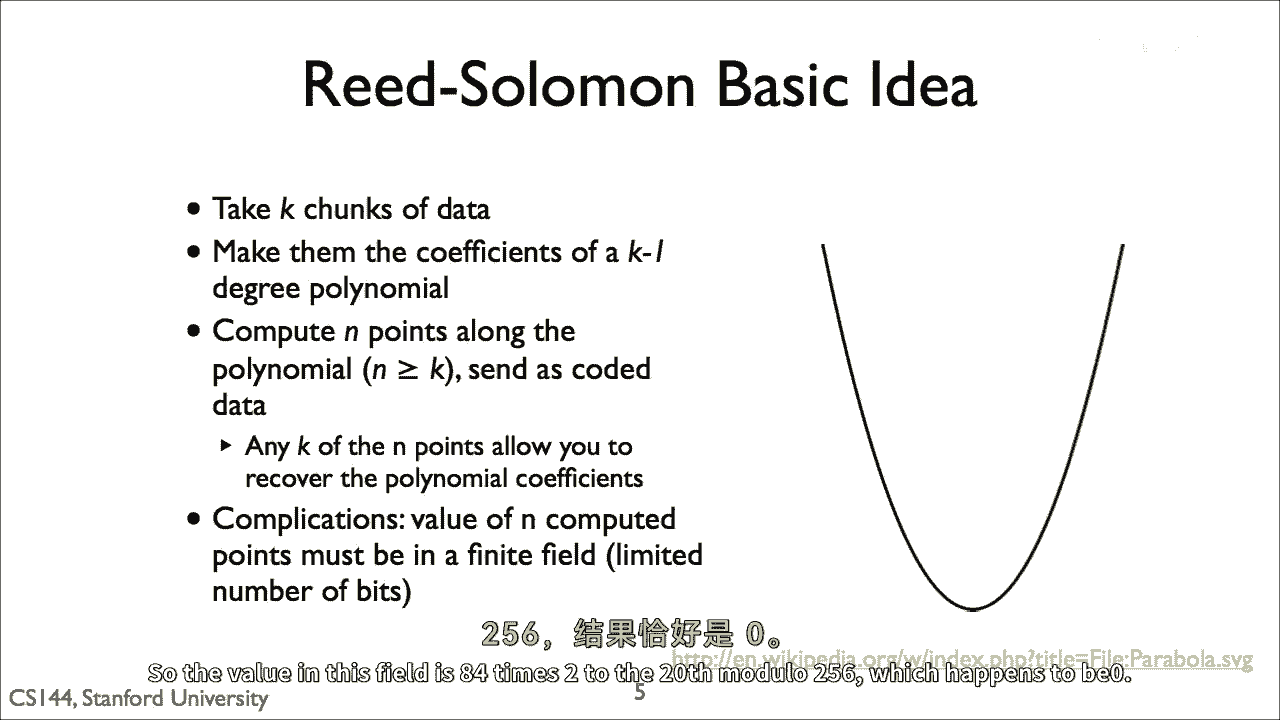 Reed-Solomon Basic Idea
• Take k chunks of data
• Make them the coefficients of a k-1
degree polynomial
• Compute n points along the
polynomial (n ≥ k), send as coded
data
‣ Any k of the n points allow you to
recover the polynomial coefficients
• Complications: value of n computed
points must be in a finite field (limited
number of bits)
256，结果恰好是 0。
http://en.wikipedia.org/w/index.php?title=File:Parabola.svg
So the value in this field is 84 times 2 to the 20th modulo 256, which happens to be0.
CS144, Stanford University
5